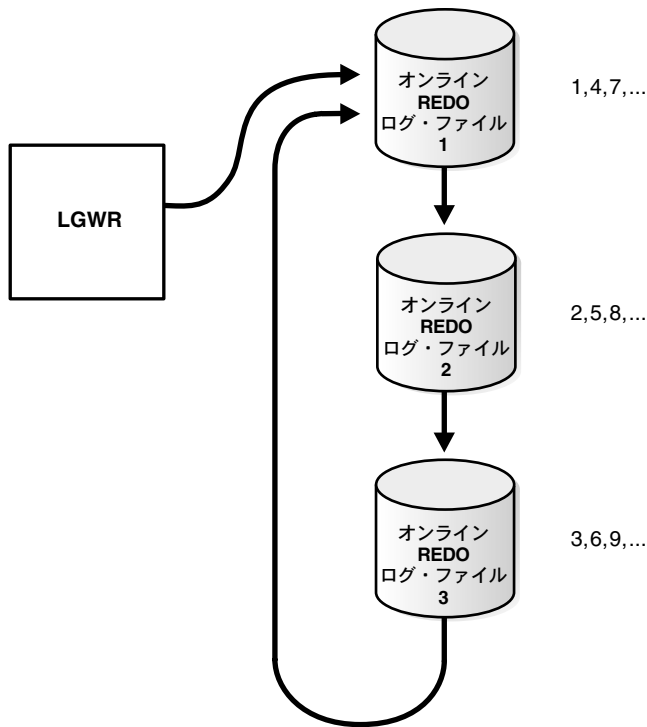 オンライン
REDO
ログ・ファイル
1
1,4,7,...
LGWR
オンライン
REDO
ログ・ファイル
2
2,5,8,...
オンライン
REDO
ログ・ファイル
3
3,6,9,...